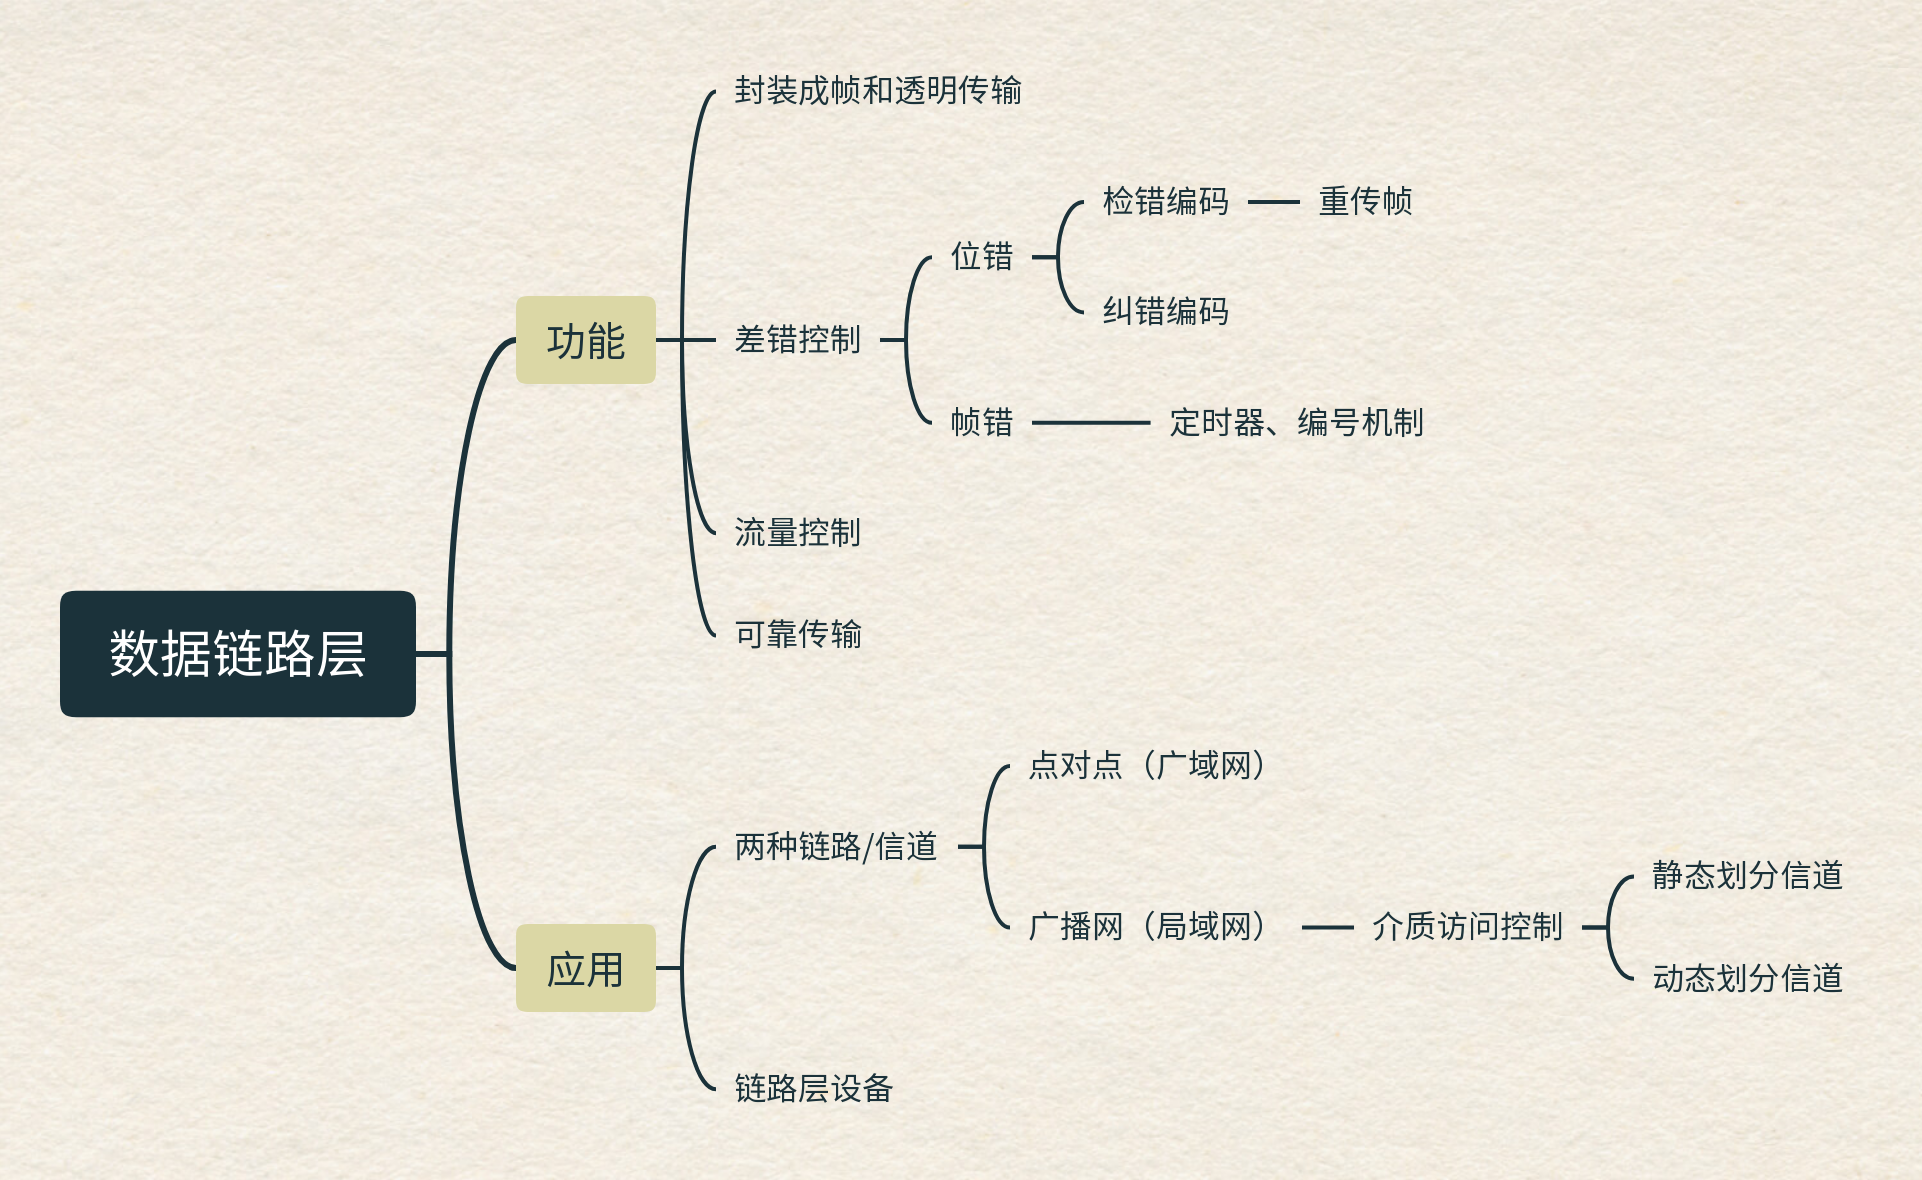 数据链路层
功能
封装成帧和透明传输
差错控制
位错
检错编码
重传帧
纠错编码
帧错
定时器、编号机制
流量控制
可靠传输
应用
两种链路/信道
点对点（广域网）
广播网（局域网）
介质访问控制
静态划分信道
动态划分信道
链路层设备